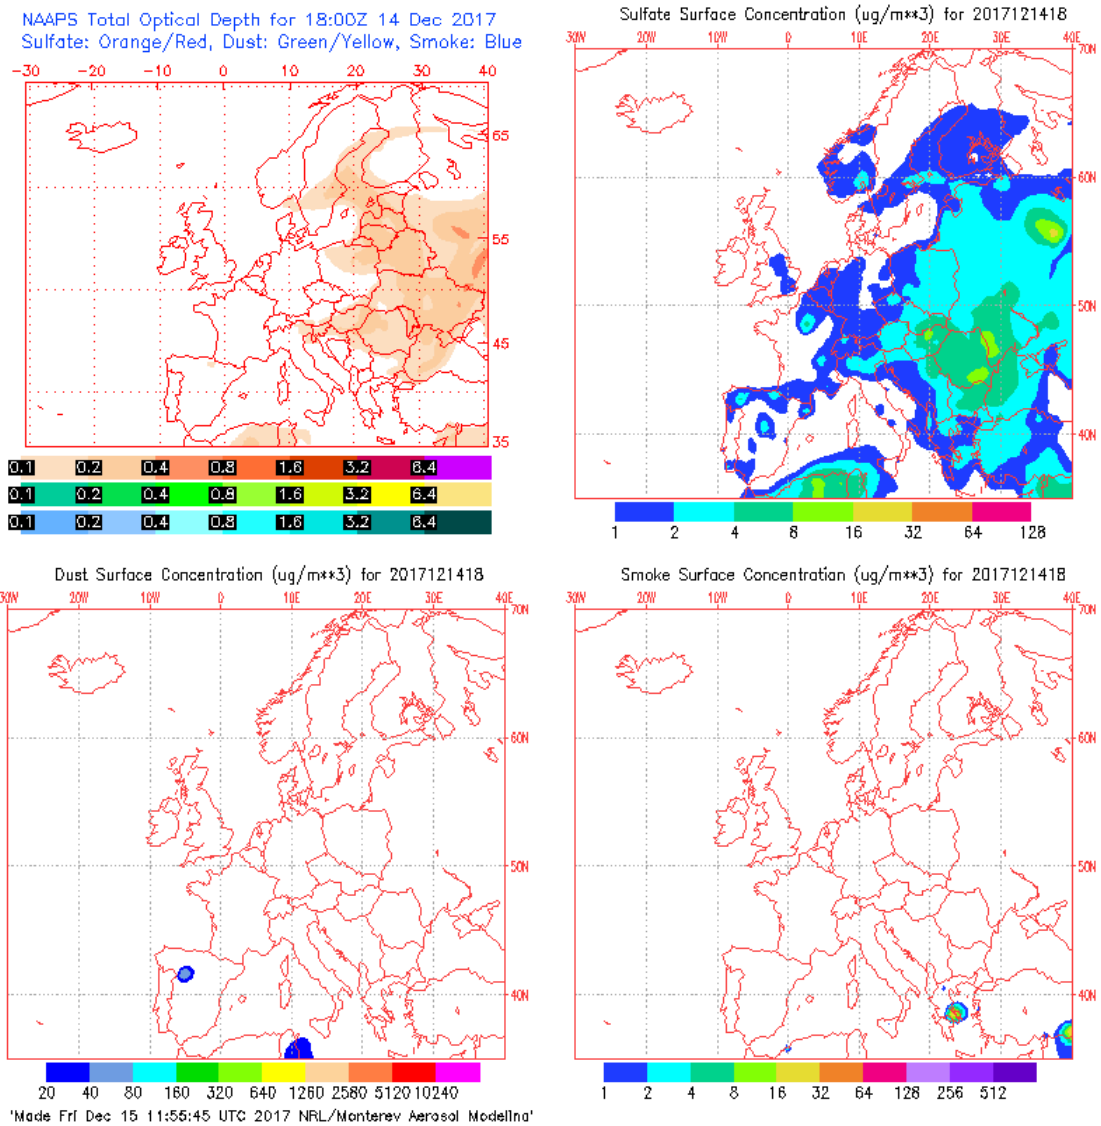 NAAPS Total Optical Depth for 18:00Z 14 Dec 2017
Sulfate: Orange/Red, Dust: Green/Yellow, Smoke: Blue
-30 -20 -10 0 10 20 30 40
65
55
45
35
0.1 0.2 0.4 0.8 1.6 3.2 6.4
0.1 0.2 0.4 0.8 1.6 3.2 6.4
0.1 0.2 0.4 0.8 1.6 3.2 6.4
Sulfate Surface Concentration (ug/m**3) for 2017121418
30W 20W 10W 0 10E 20E 30E 40E
70N
60N
50N
40N
1 2 4 8 16 32 64 128
Dust Surface Concentration (ug/m**3) for 2017121418
30W 20W 10W 0 10E 20E 30E 40E
70N
60N
50N
40N
20 40 80 160 320 640 1260 2580 5120 10240
'Made Fri Dec 15 11:55:45 UTC 2017 NRL/Monterey Aerosol Modeling'
Smoke Surface Concentration (ug/m**3) for 2017121418
30W 20W 10W 0 10E 20E 30E 40E
70N
60N
50N
40N
1 2 4 8 16 32 64 128 256 512